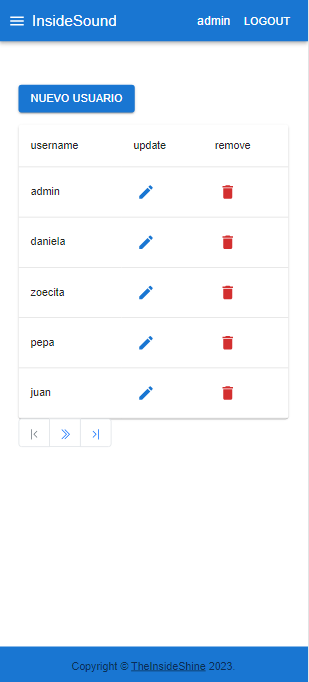 InsideSound admin LOGOUT
NUEVO USUARIO
username update remove
admin
daniela
zoecita
pepa
juan
Copyright © TheInsideShine 2023.